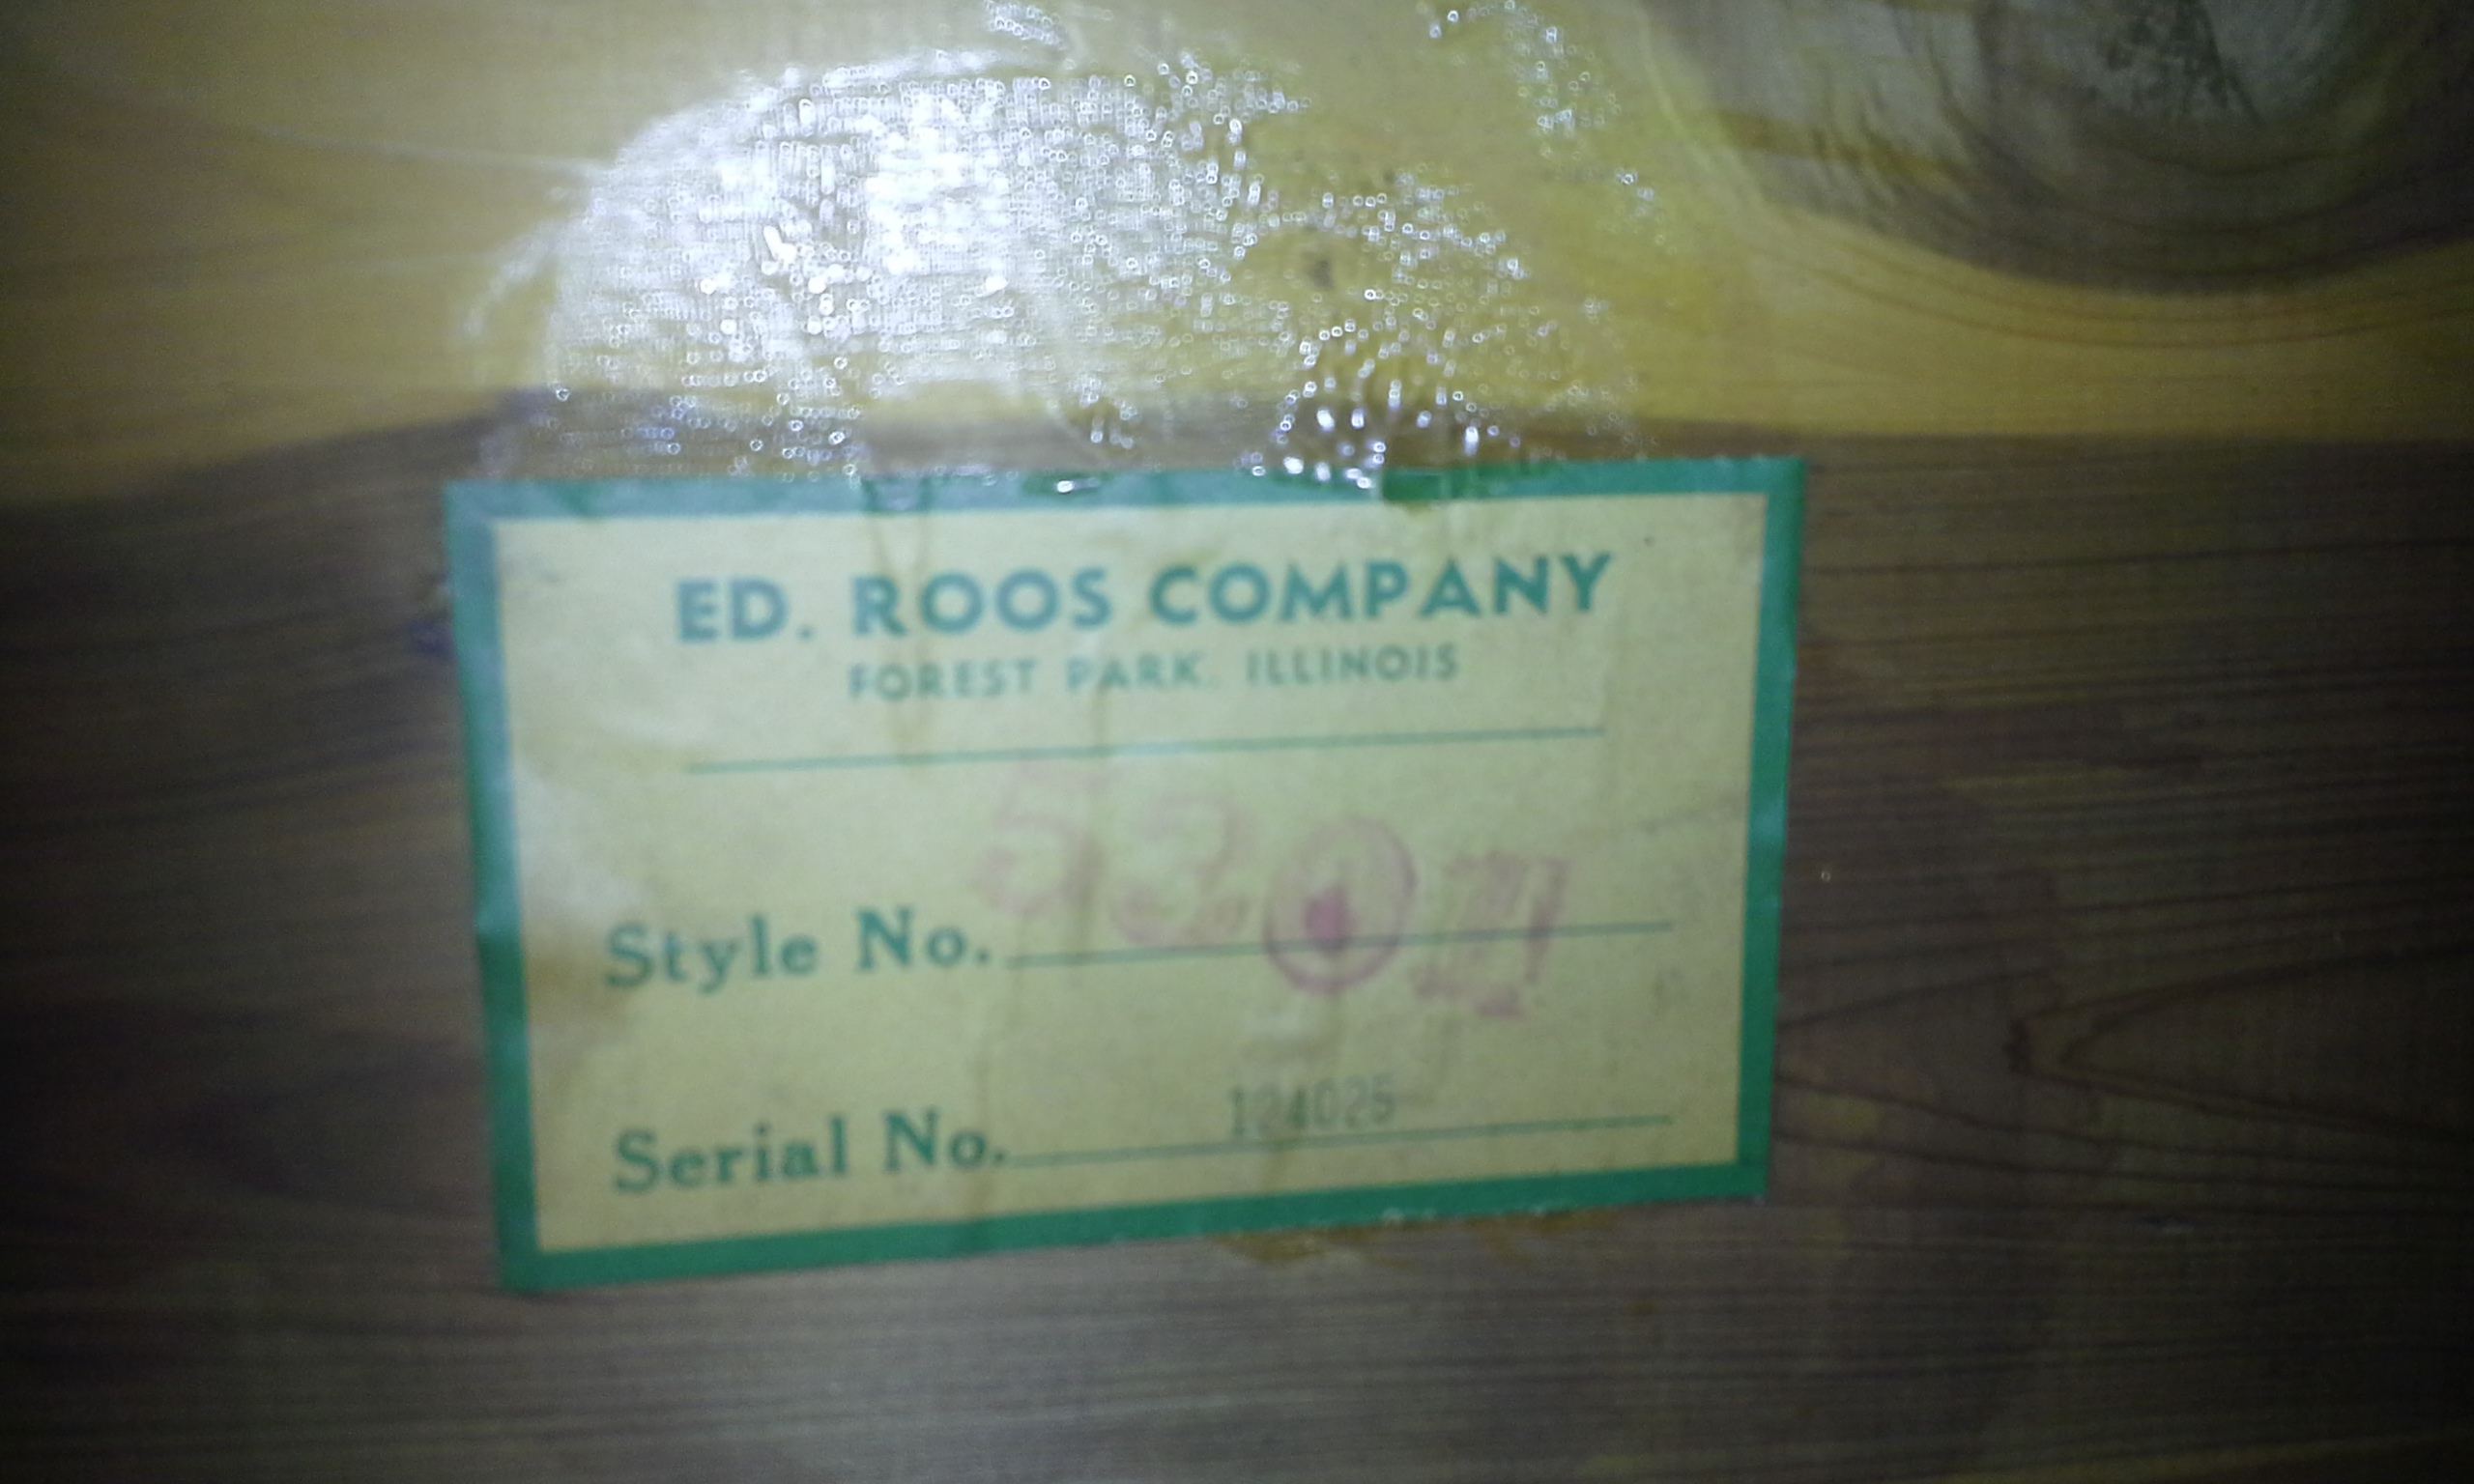 ED. ROOS COMPANY
FOREST PARK, ILLINOIS
Style No.
Serial No. 124025